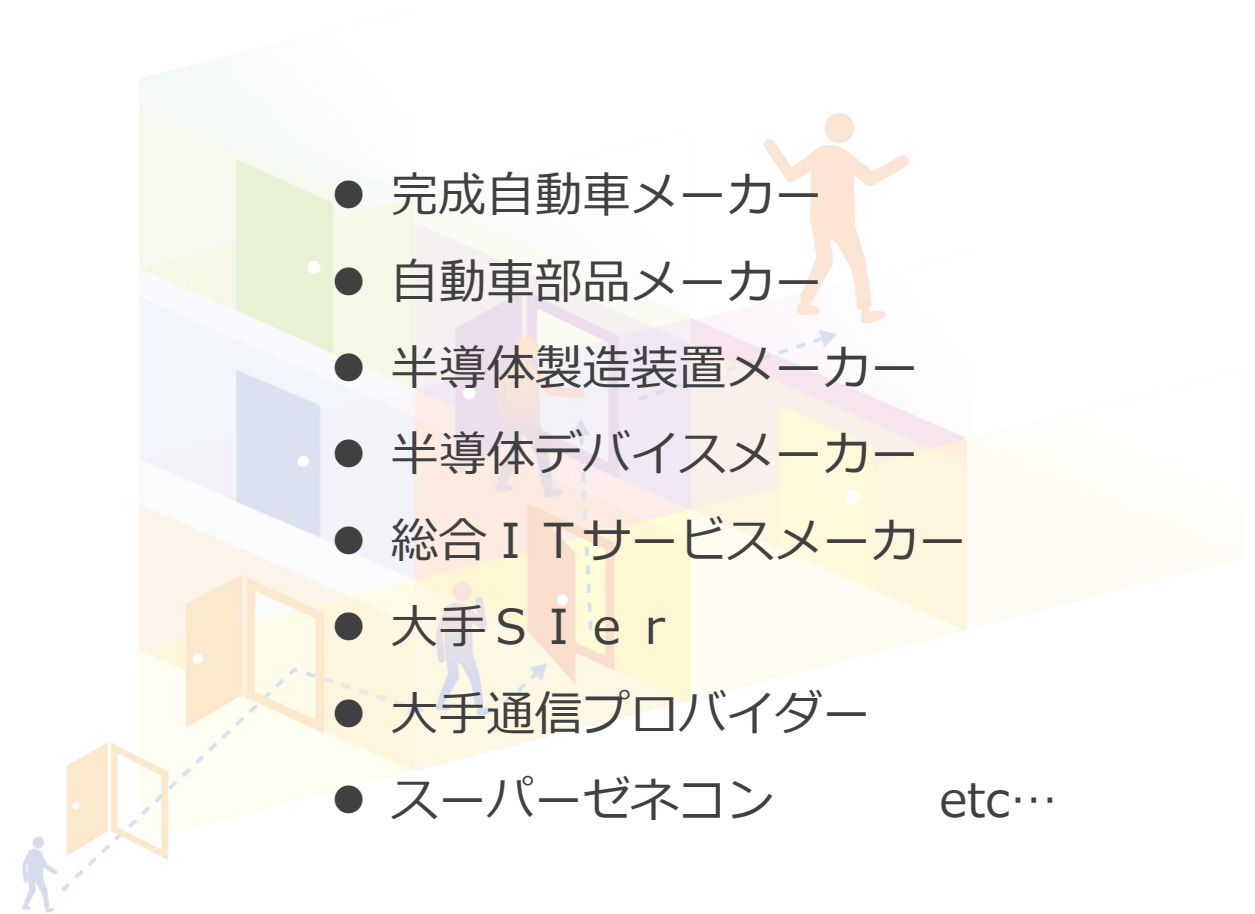 ● 完成自動車メーカー
● 自動車部品メーカー
● 半導体製造装置メーカー
● 半導体デバイスメーカー
● 総合ＩＴサービスメーカー
● 大手ＳＩｅｒ
● 大手通信プロバイダー
● スーパーゼネコン　　　etc…